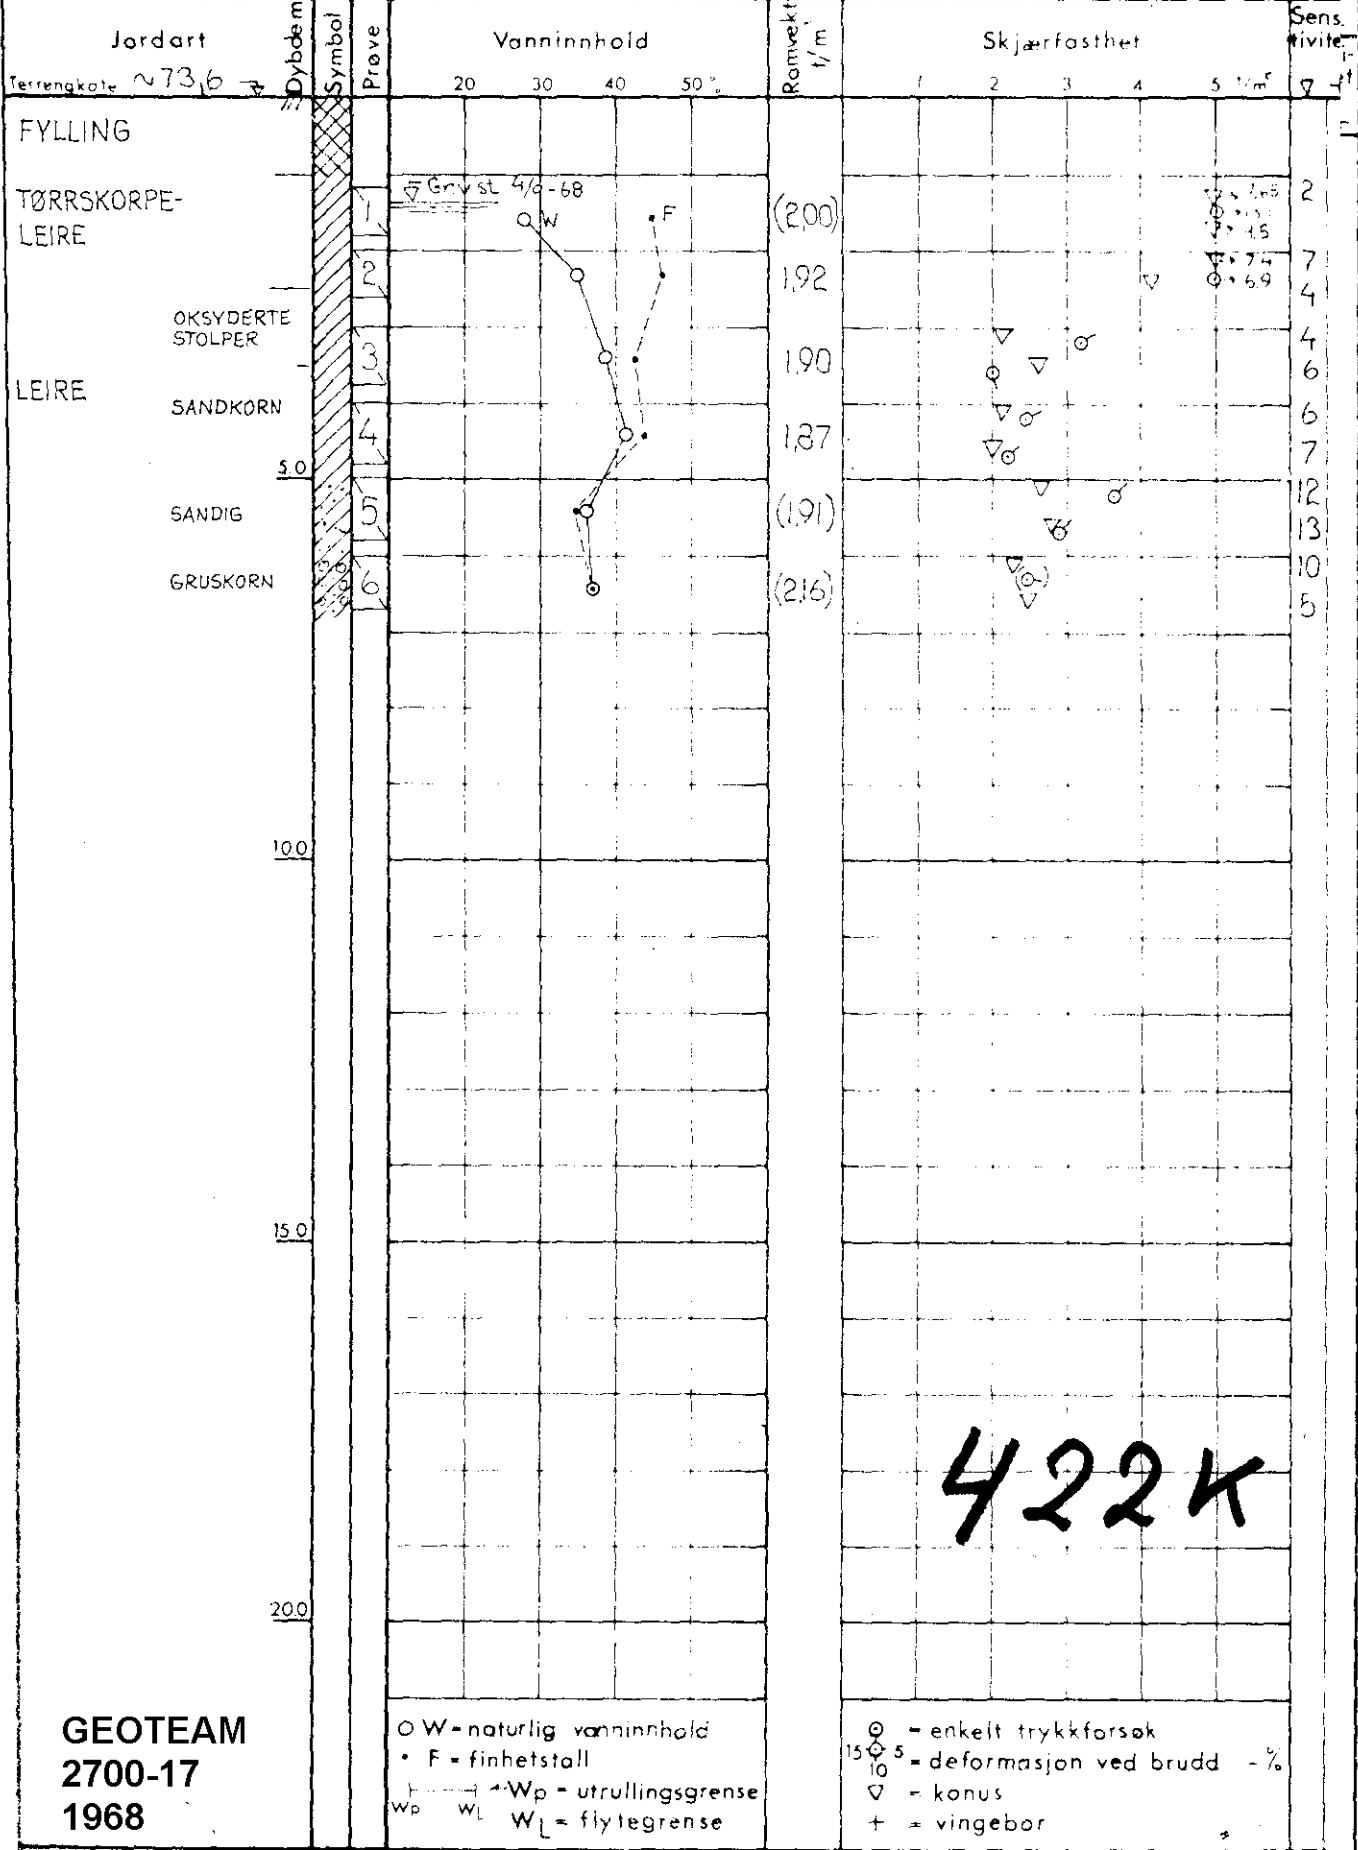 Jordart
Terrengkote ~73,6
Dybde m
Symbol
Prøve
Vanninnhold
20 30 40 50 %
Romvekt t/m³
Skjærfasthet
1 2 3 4 5 t/m²
Sens. tivitet
FYLLING
TØRRSKORPE-
LEIRE
OKSYDERTE
STOLPER
LEIRE
SANDKORN
SANDIG
GRUSKORN
5.0
10.0
15.0
20.0
1
2
3
4
5
6
Gr.v.st. -68
W
F
(2,00)
1,92
1,90
1,87
(1,91)
(2,16)
7.4
6.9
2
7
4
4
6
6
7
12
13
10
5
422K
GEOTEAM
2700-17
1968
O W = naturlig vanninnhold
• F = finhetstall
Wp = utrullingsgrense
Wp WL WL = flytegrense
⊙ = enkelt trykkforsøk
15 5 10 = deformasjon ved brudd - %
▽ = konus
+ = vingebor